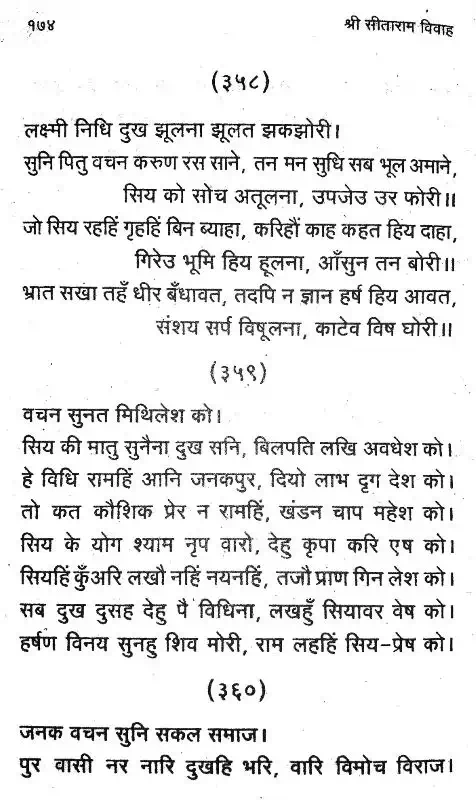 १७४ श्री सीताराम विवाह
(३५८)
लक्ष्मी निधि दुख झूलना झूलत झकझोरी।
सुनि पितु वचन करुण रस साने, तन मन सुधि सब भूल अमाने,
सिय को सोच अतूलना, उपजेउ उर फोरी॥
जो सिय रहहिं गृहहिं बिन ब्याहा, करिहौं काह कहत हिय दाहा,
गिरेउ भूमि हिय हूलना, आँसुन तन बोरी॥
भ्रात सखा तहँ धीर बँधावत, तदपि न ज्ञान हर्ष हिय आवत,
संशय सर्प विषूलना, काटेव विष घोरी॥
(३५९)
वचन सुनत मिथिलेश को।
सिय की मातु सुनैना दुख सनि, बिलपति लखि अवधेश को।
हे विधि रामहिं आनि जनकपुर, दियो लाभ दृग देश को।
तो कत कौशिक प्रेर न रामहिं, खंडन चाप महेश को।
सिय के योग श्याम नृप वारो, देहु कृपा करि एष को।
सियहिं कुँअरि लखौ नहिं नयनहिं, तजौ प्राण गिन लेश को।
सब दुख दुसह देहु पै विधिना, लखहुँ सियावर वेष को।
हर्षण विनय सुनहु शिव मोरी, राम लहहिं सिय-प्रेष को।
(३६०)
जनक वचन सुनि सकल समाज।
पुर वासी नर नारि दुखहि भरि, वारि विमोच विराज।